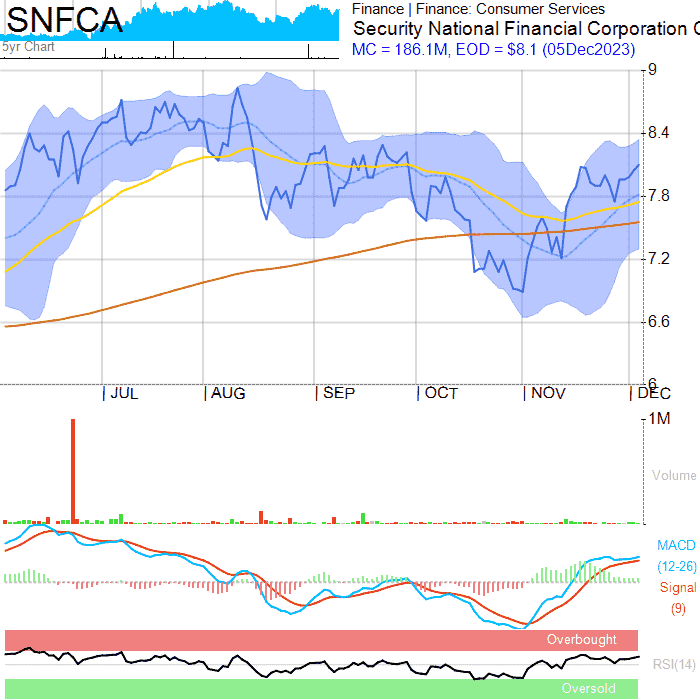 SNFCA
5yr Chart
Finance | Finance: Consumer Services
Security National Financial Corporation C
MC = 186.1M, EOD = $8.1 (05Dec2023)
9
8.4
7.8
7.2
6.6
6
JUL AUG SEP OCT NOV DEC
1M
Volume
MACD
(12-26)
Signal
(9)
Overbought
RSI(14)
Oversold